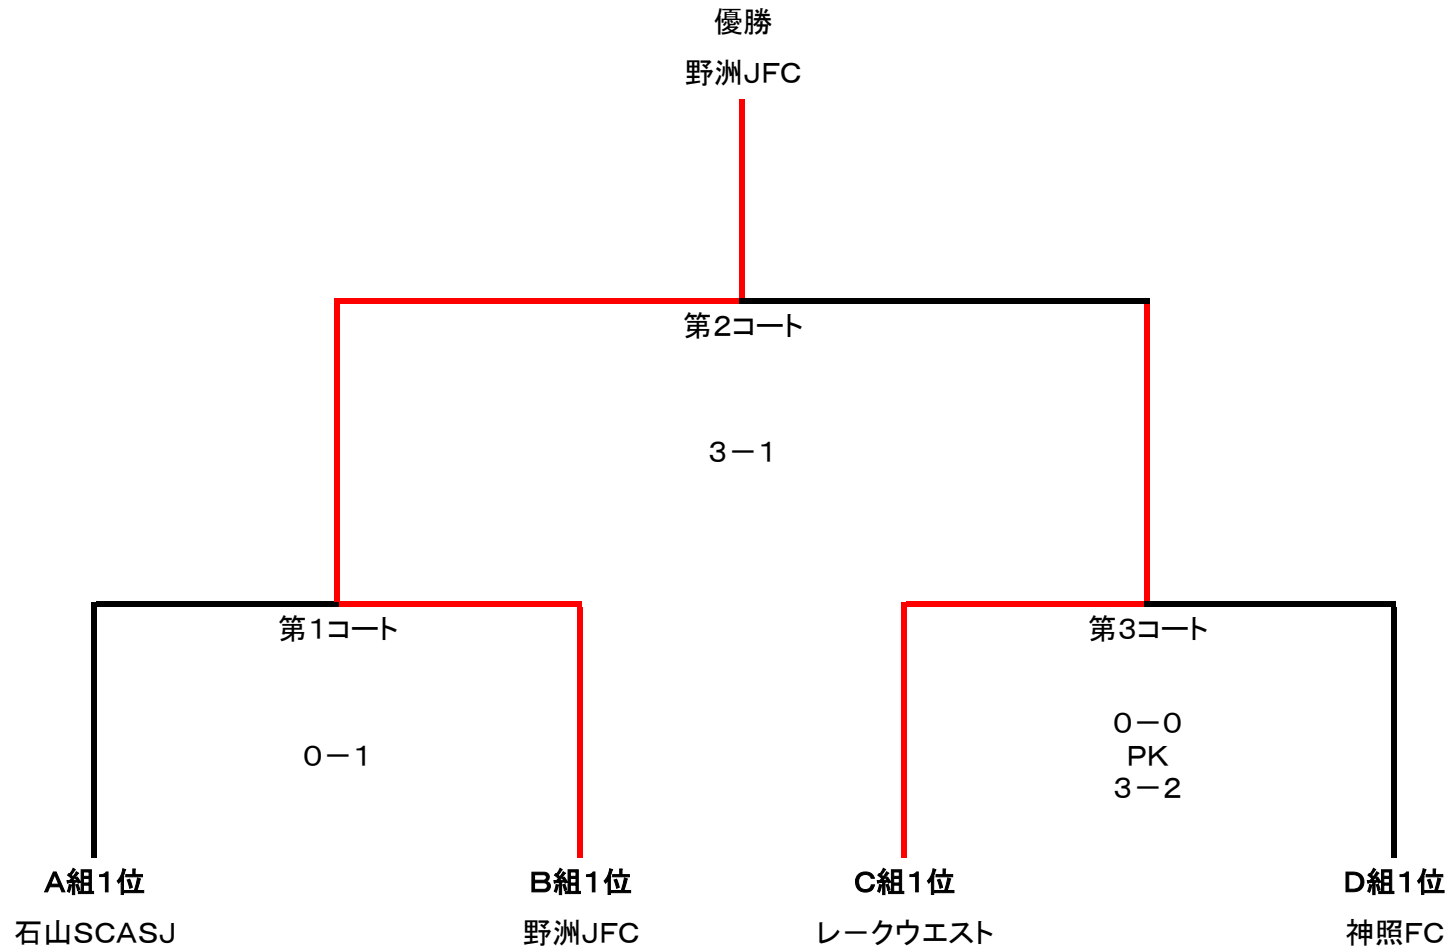 優勝
野洲JFC
第2コート
3－1
第1コート
第3コート
0－1
0－0
PK
3－2
A組1位
B組1位
C組1位
D組1位
石山SCASJ
野洲JFC
レークウエスト
神照FC